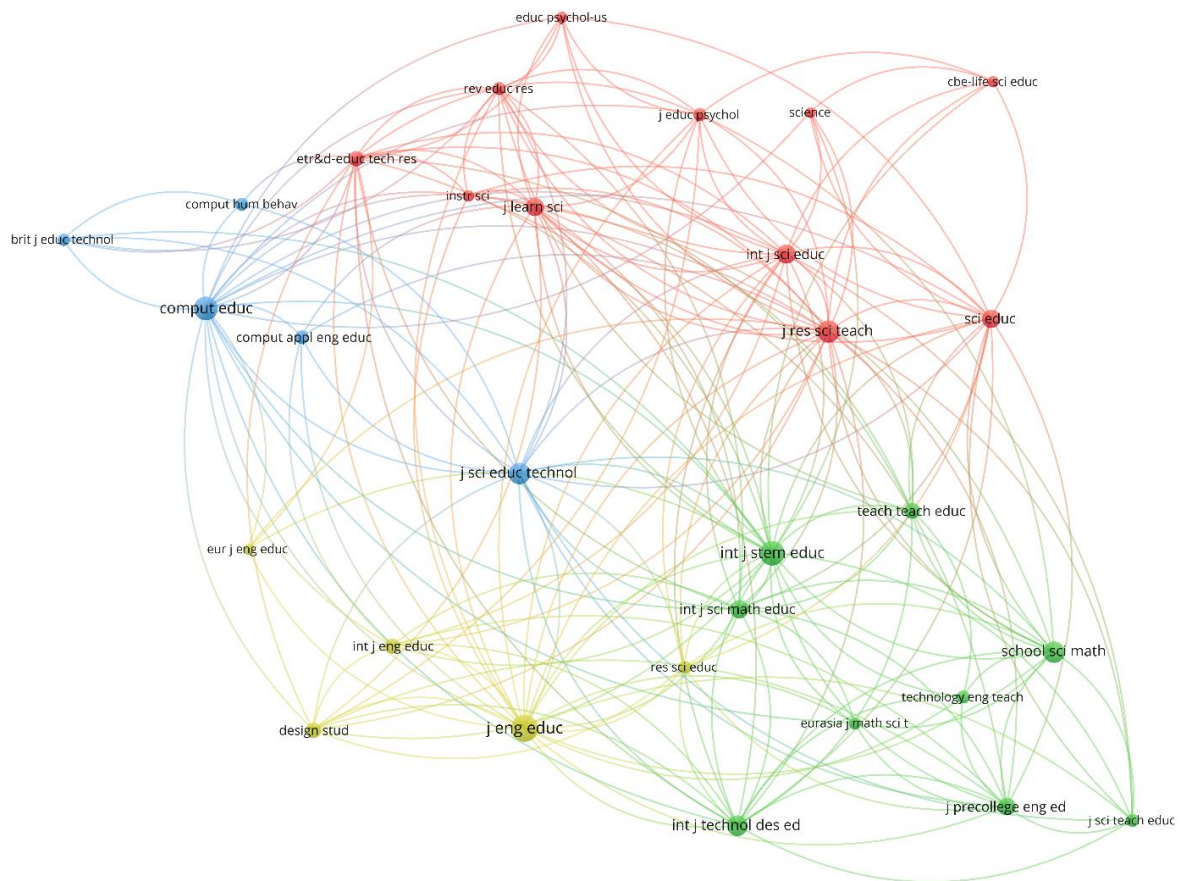 educ psychol-us
cbe-life sci educ
rev educ res
science
j educ psychol
etr&d-educ tech res
instr sci
comput hum behav
j learn sci
brit j educ technol
int j sci educ
comput educ
sci educ
j res sci teach
comput appl eng educ
j sci educ technol
teach teach educ
eur j eng educ
int j stem educ
int j sci math educ
int j eng educ
school sci math
res sci educ
technology eng teach
eurasia j math sci t
j eng educ
design stud
j precollege eng ed
j sci teach educ
int j technol des ed